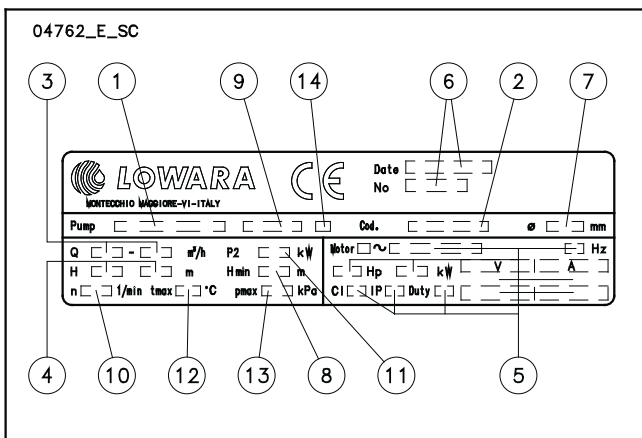 04762_E_SC
3 1 9 14 6 2 7
LOWARA CE Date
No
MONTECCHIO MAGGIORE-VI-ITALY
Pump Cod. ø mm
Q - m³/h P2 kW Motor ~ Hz
H m Hmin m Hp kW V A
n 1/min tmax °C pmax kPa Cl IP Duty
4 10 12 13 8 11 5